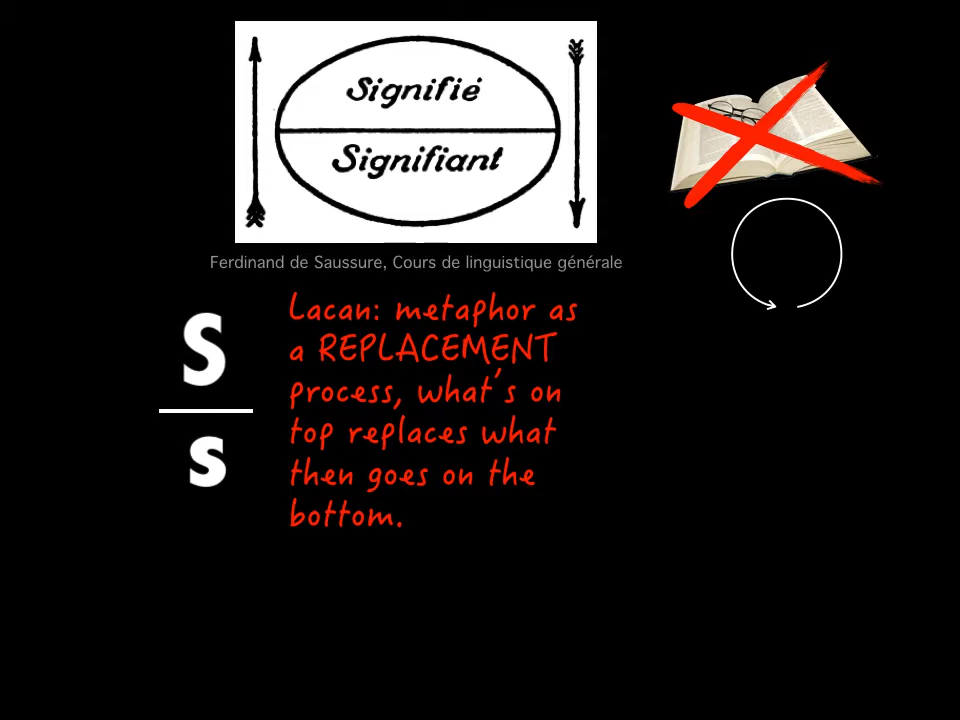 Signifié
Signifiant
Ferdinand de Saussure, Cours de linguistique générale
S
s
Lacan: metaphor as
a REPLACEMENT
process, what's on
top replaces what
then goes on the
bottom.